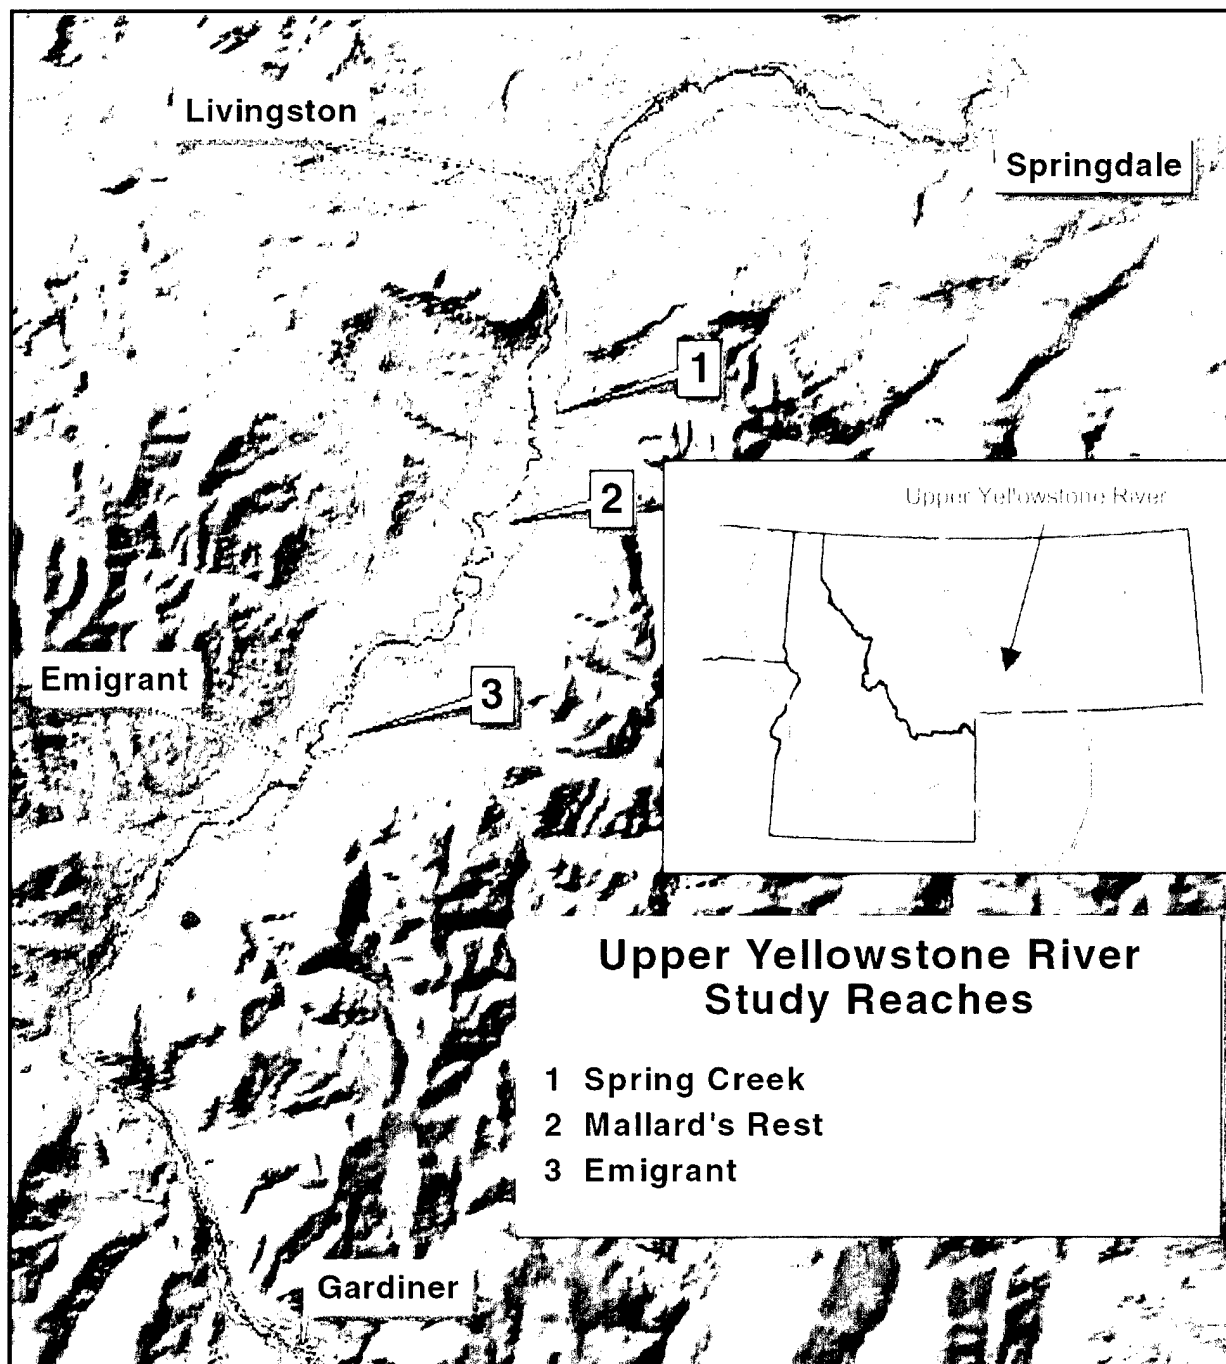 Livingston
Springdale
1
2
Upper Yellowstone River
Emigrant
3
Upper Yellowstone River
Study Reaches
1 Spring Creek
2 Mallard's Rest
3 Emigrant
Gardiner